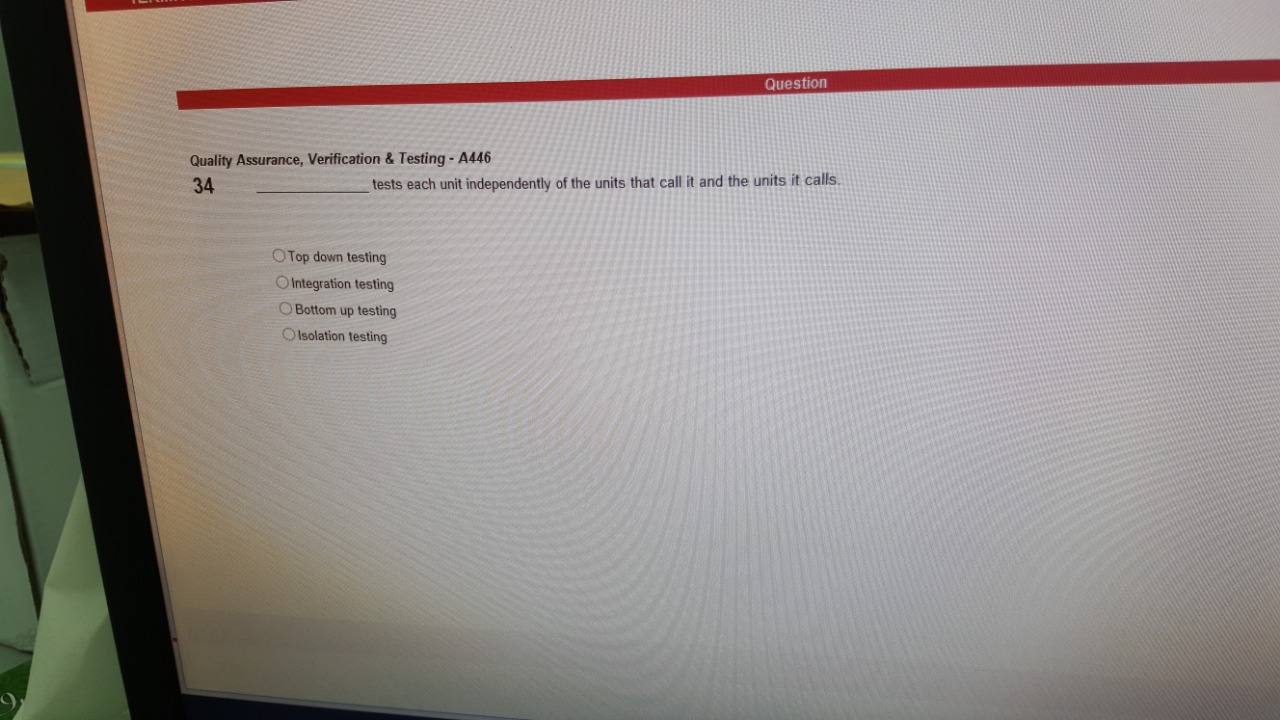 Question
Quality Assurance, Verification & Testing - A446
34 ____________ tests each unit independently of the units that call it and the units it calls.
Top down testing
Integration testing
Bottom up testing
Isolation testing